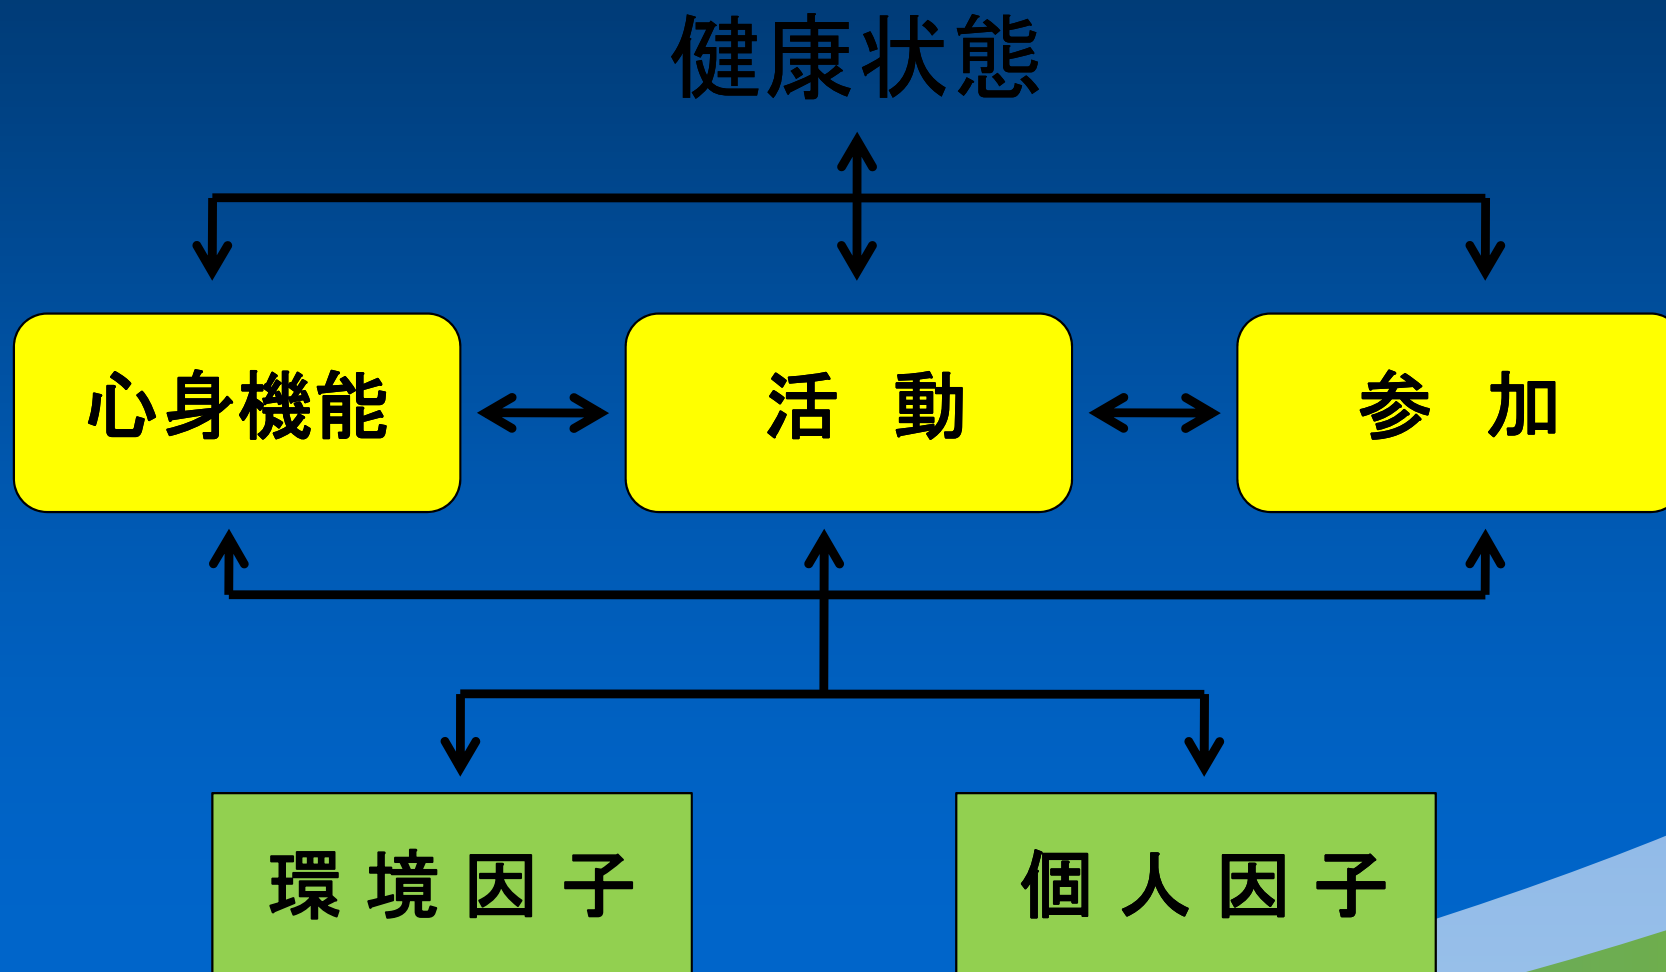 健康状態
心身機能
活 動
参 加
環 境 因 子
個 人 因 子